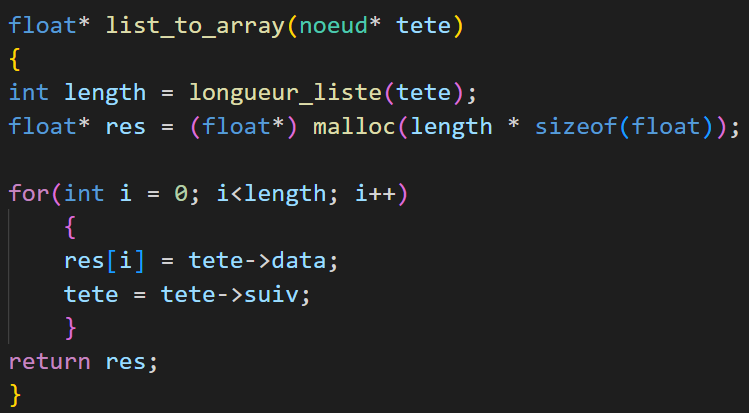 float* list_to_array(noeud* tete)
{
int length = longueur_liste(tete);
float* res = (float*) malloc(length * sizeof(float));

for(int i = 0; i<length; i++)
    {
    res[i] = tete->data;
    tete = tete->suiv;
    }
return res;
}